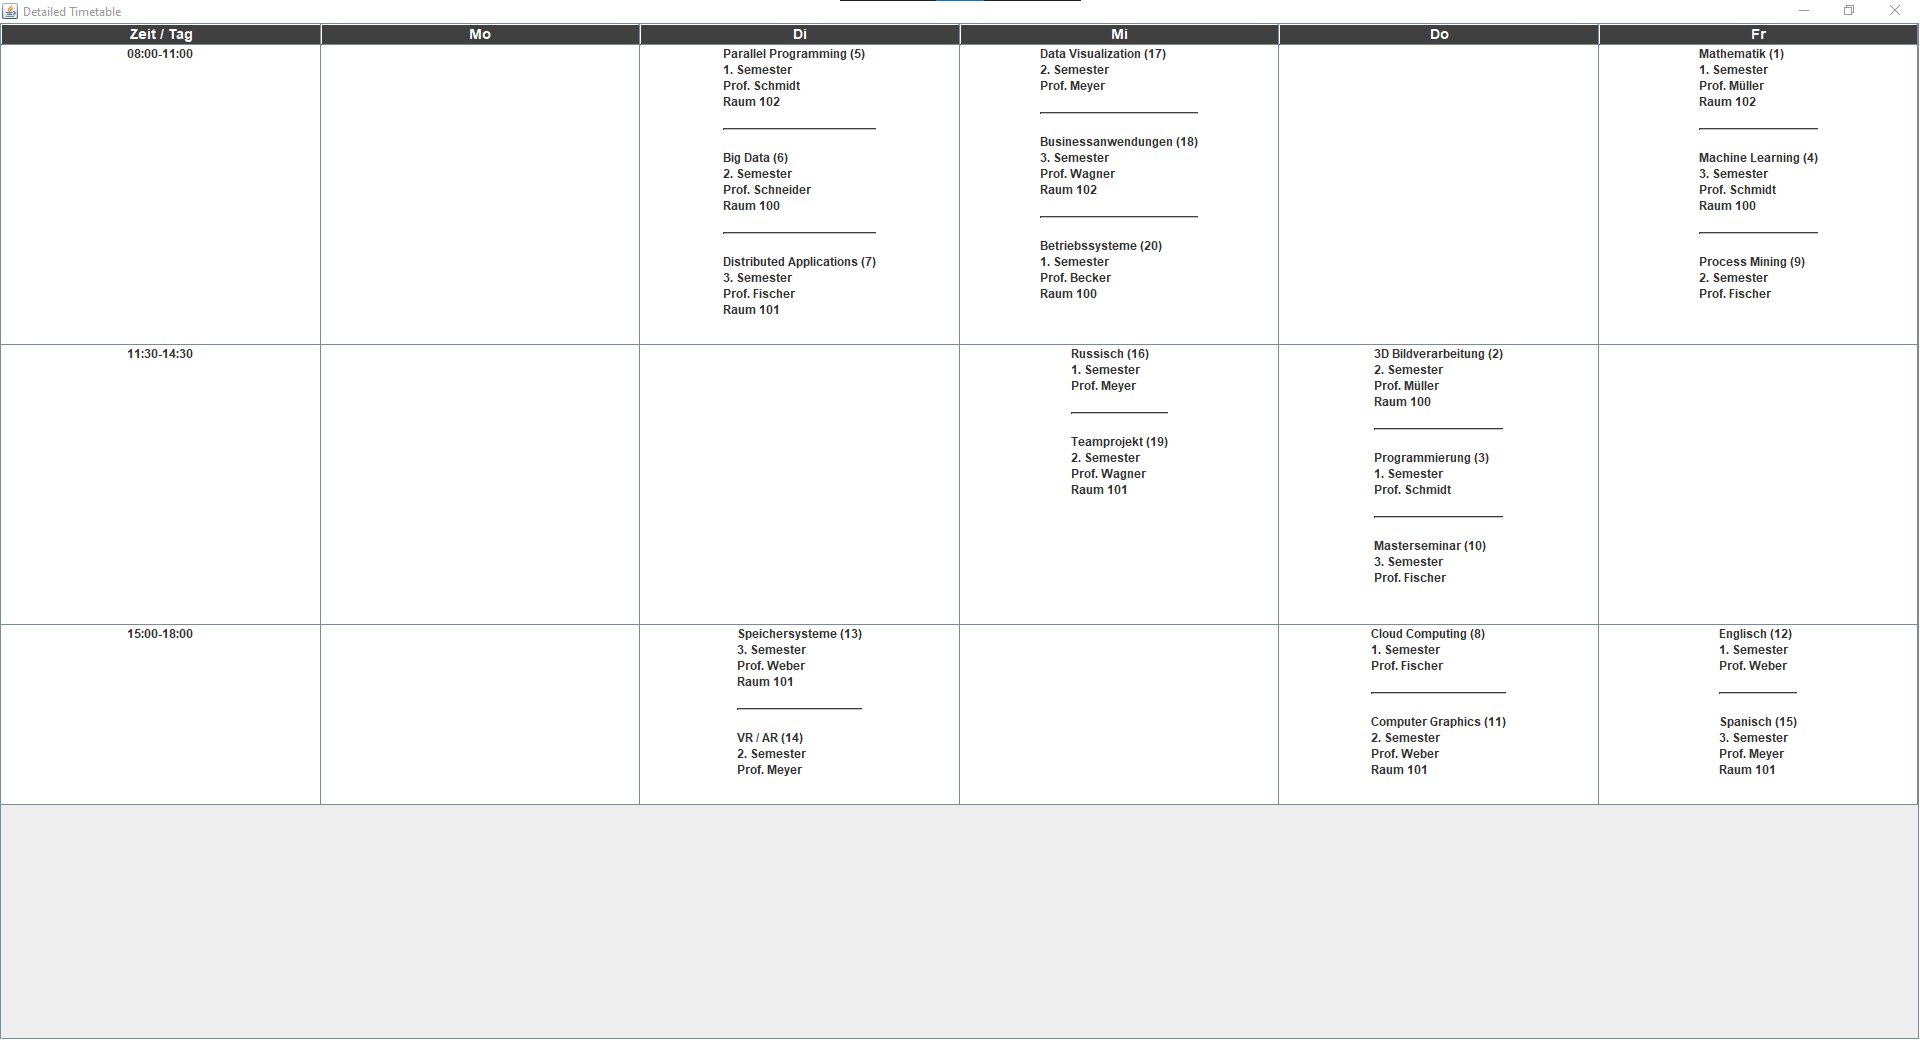 Detailed Timetable
Zeit / Tag Mo Di Mi Do Fr
08:00-11:00
Parallel Programming (5)
1. Semester
Prof. Schmidt
Raum 102
Big Data (6)
2. Semester
Prof. Schneider
Raum 100
Distributed Applications (7)
3. Semester
Prof. Fischer
Raum 101
Data Visualization (17)
2. Semester
Prof. Meyer
Businessanwendungen (18)
3. Semester
Prof. Wagner
Raum 102
Betriebssysteme (20)
1. Semester
Prof. Becker
Raum 100
Mathematik (1)
1. Semester
Prof. Müller
Raum 102
Machine Learning (4)
3. Semester
Prof. Schmidt
Raum 100
Process Mining (9)
2. Semester
Prof. Fischer
11:30-14:30
Russisch (16)
1. Semester
Prof. Meyer
Teamprojekt (19)
2. Semester
Prof. Wagner
Raum 101
3D Bildverarbeitung (2)
2. Semester
Prof. Müller
Raum 100
Programmierung (3)
1. Semester
Prof. Schmidt
Masterseminar (10)
3. Semester
Prof. Fischer
15:00-18:00
Speichersysteme (13)
3. Semester
Prof. Weber
Raum 101
VR / AR (14)
2. Semester
Prof. Meyer
Cloud Computing (8)
1. Semester
Prof. Fischer
Computer Graphics (11)
2. Semester
Prof. Weber
Raum 101
Englisch (12)
1. Semester
Prof. Weber
Spanisch (15)
3. Semester
Prof. Meyer
Raum 101